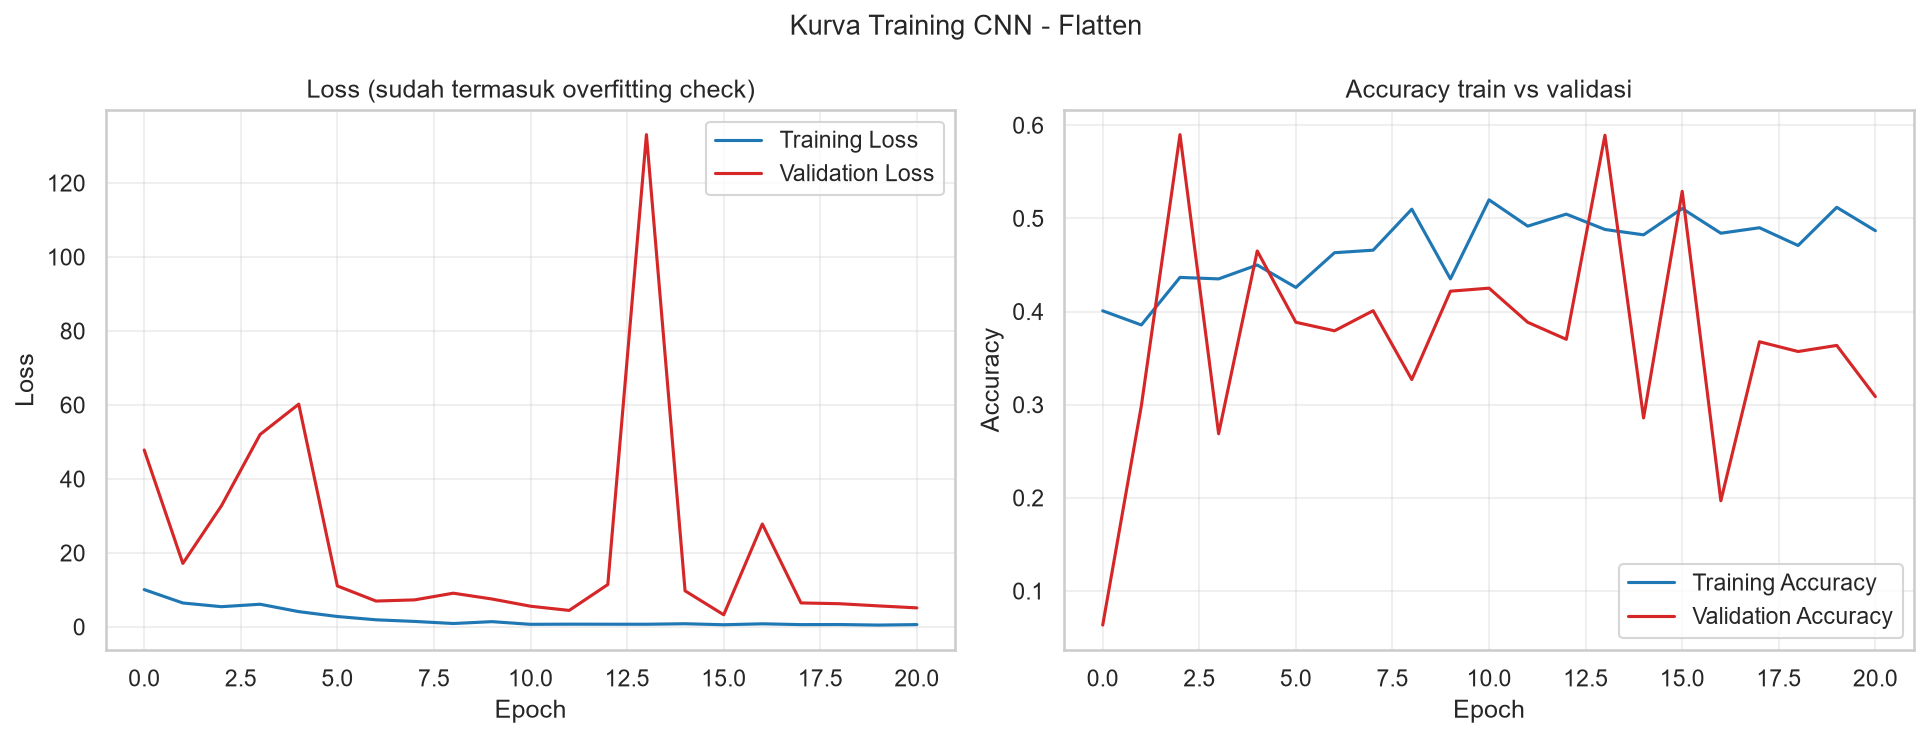 Kurva Training CNN - Flatten
Loss (sudah termasuk overfitting check)
Training Loss
Validation Loss
Loss
120
100
80
60
40
20
0
0.0 2.5 5.0 7.5 10.0 12.5 15.0 17.5 20.0
Epoch
Accuracy train vs validasi
Accuracy
0.6
0.5
0.4
0.3
0.2
0.1
Training Accuracy
Validation Accuracy
0.0 2.5 5.0 7.5 10.0 12.5 15.0 17.5 20.0
Epoch